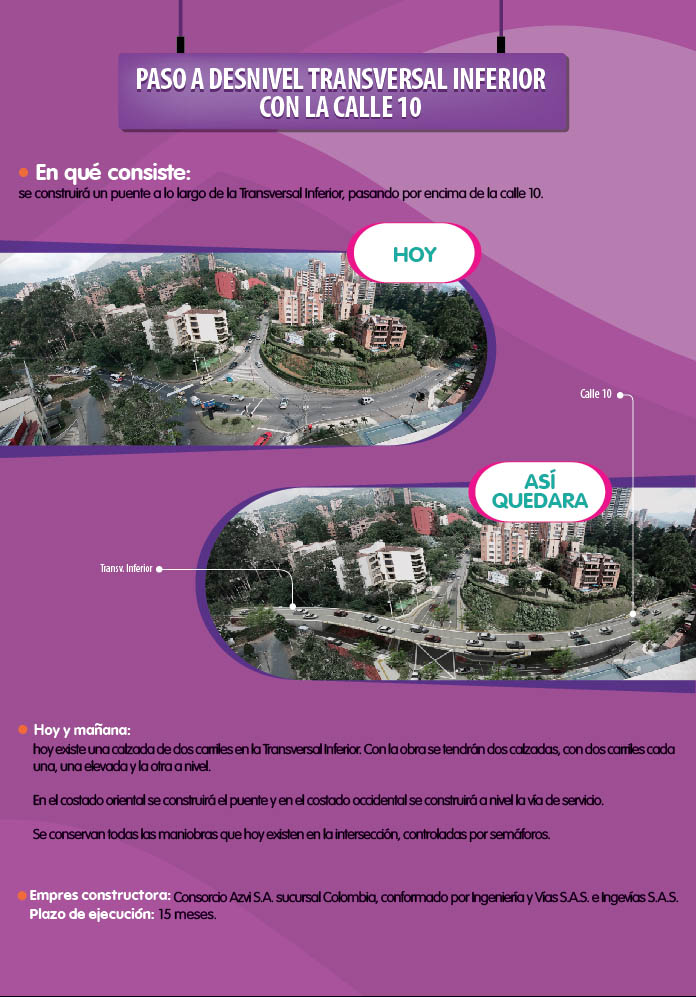 PASO A DESNIVEL TRANSVERSAL INFERIOR
CON LA CALLE 10
En qué consiste:
se construirá un puente a lo largo de la Transversal Inferior, pasando por encima de la calle 10.
HOY
Calle 10
ASÍ
QUEDARA
Transv. Inferior
Hoy y mañana:
hoy existe una calzada de dos carriles en la Transversal Inferior. Con la obra se tendrán dos calzadas, con dos carriles cada
una, una elevada y la otra a nivel.
En el costado oriental se construirá el puente y en el costado occidental se construirá a nivel la vía de servicio.
Se conservan todas las maniobras que hoy existen en la intersección, controladas por semáforos.
Empres constructora: Consorcio Azvi S.A. sucursal Colombia, conformado por Ingeniería y Vías S.A.S. e Ingevías S.A.S.
Plazo de ejecución: 15 meses.